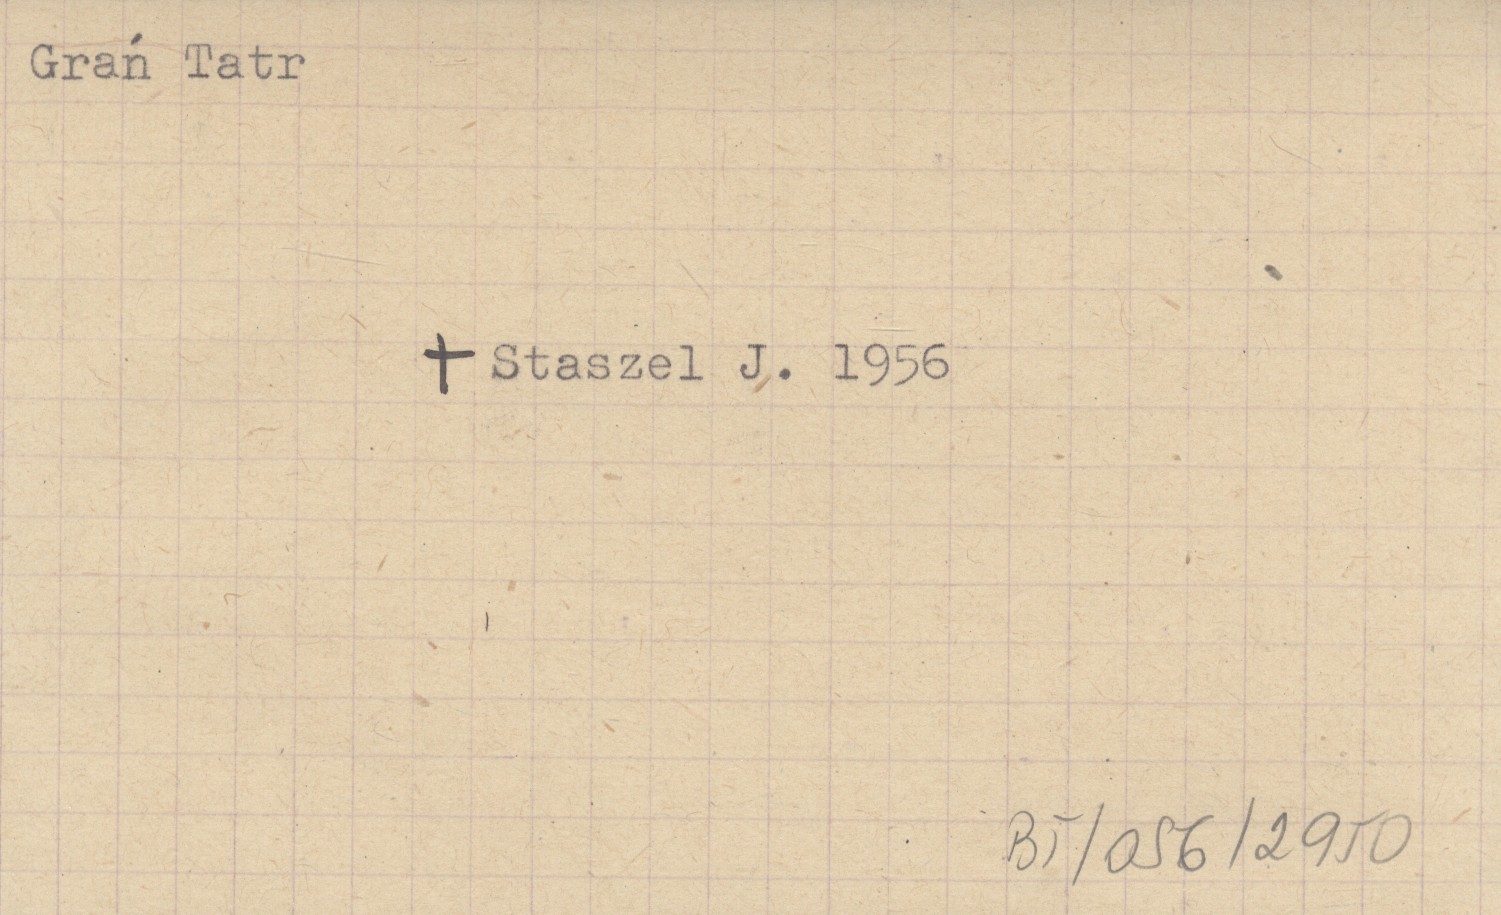 Grań Tatr
† Staszel J. 1956
BT/056/2950